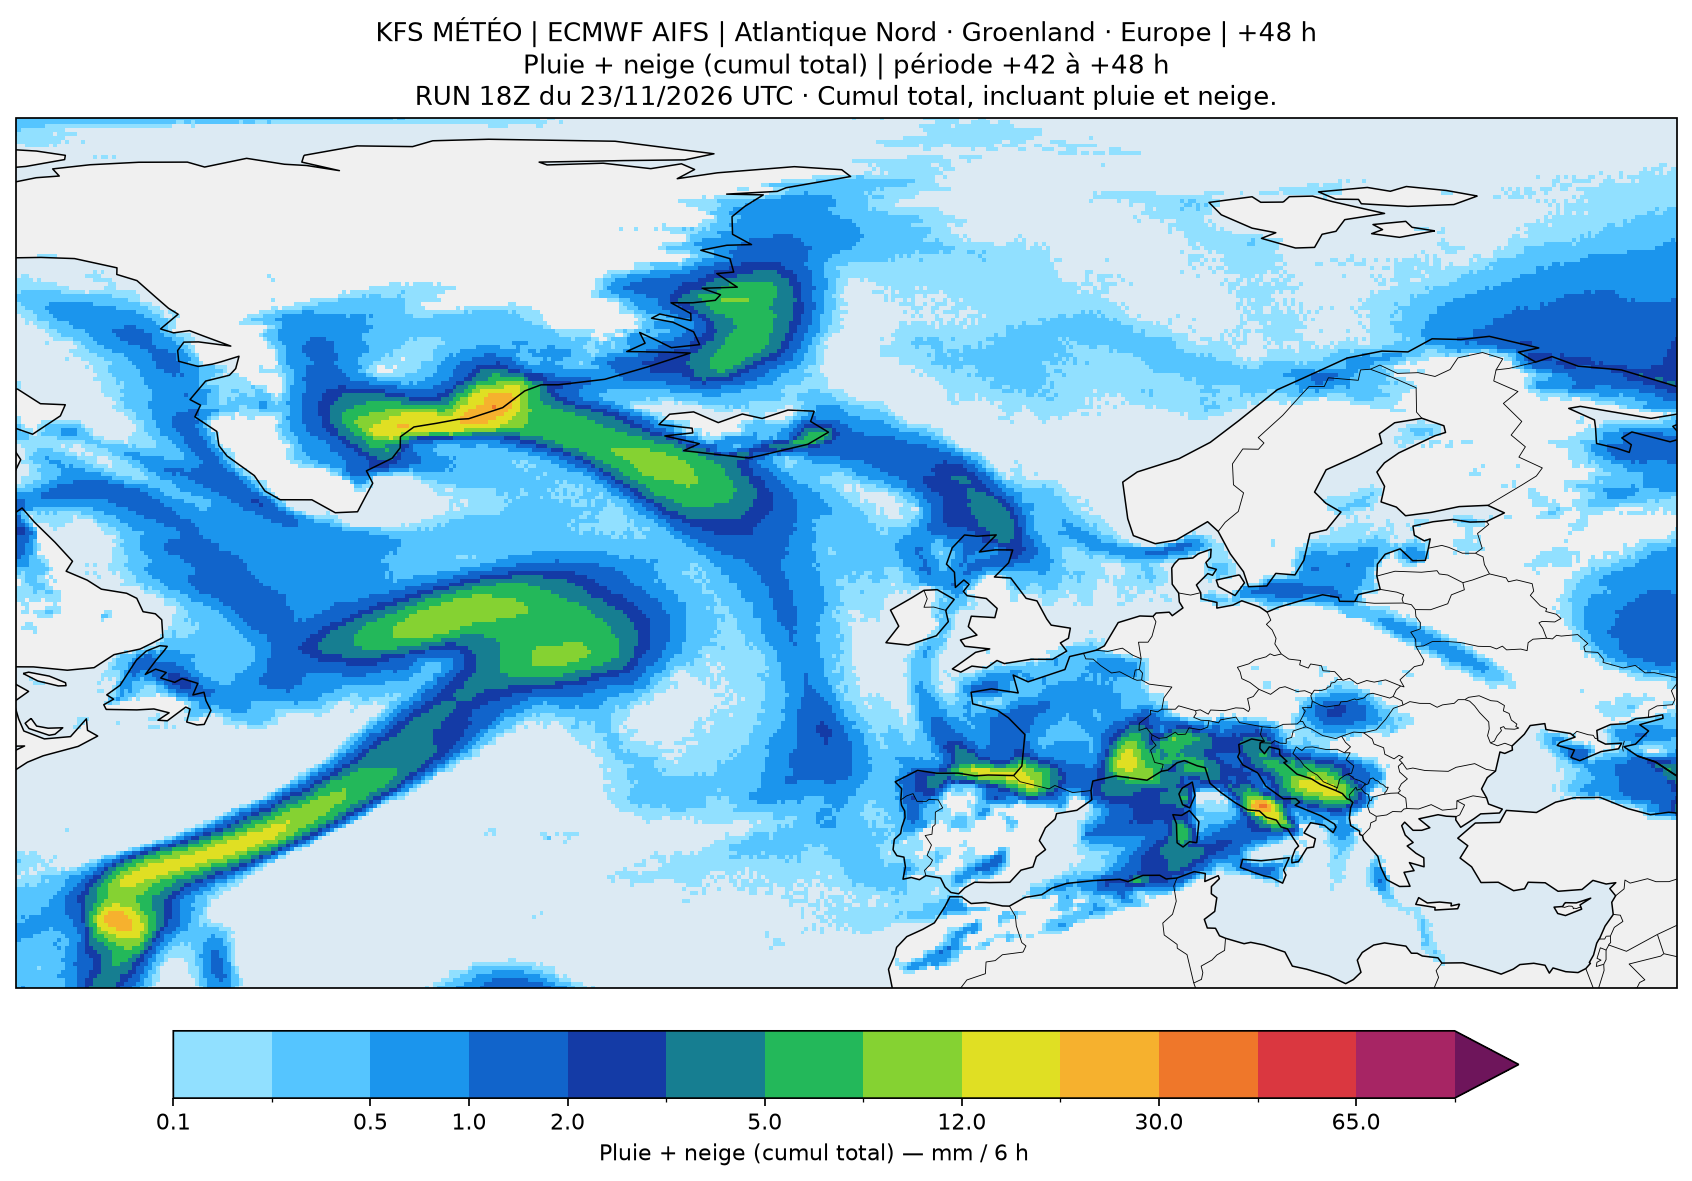 KFS MÉTÉO | ECMWF AIFS | Atlantique Nord · Groenland · Europe | +48 h
Pluie + neige (cumul total) | période +42 à +48 h
RUN 18Z du 23/11/2026 UTC · Cumul total, incluant pluie et neige.
0.1 0.5 1.0 2.0 5.0 12.0 30.0 65.0
Pluie + neige (cumul total) — mm / 6 h